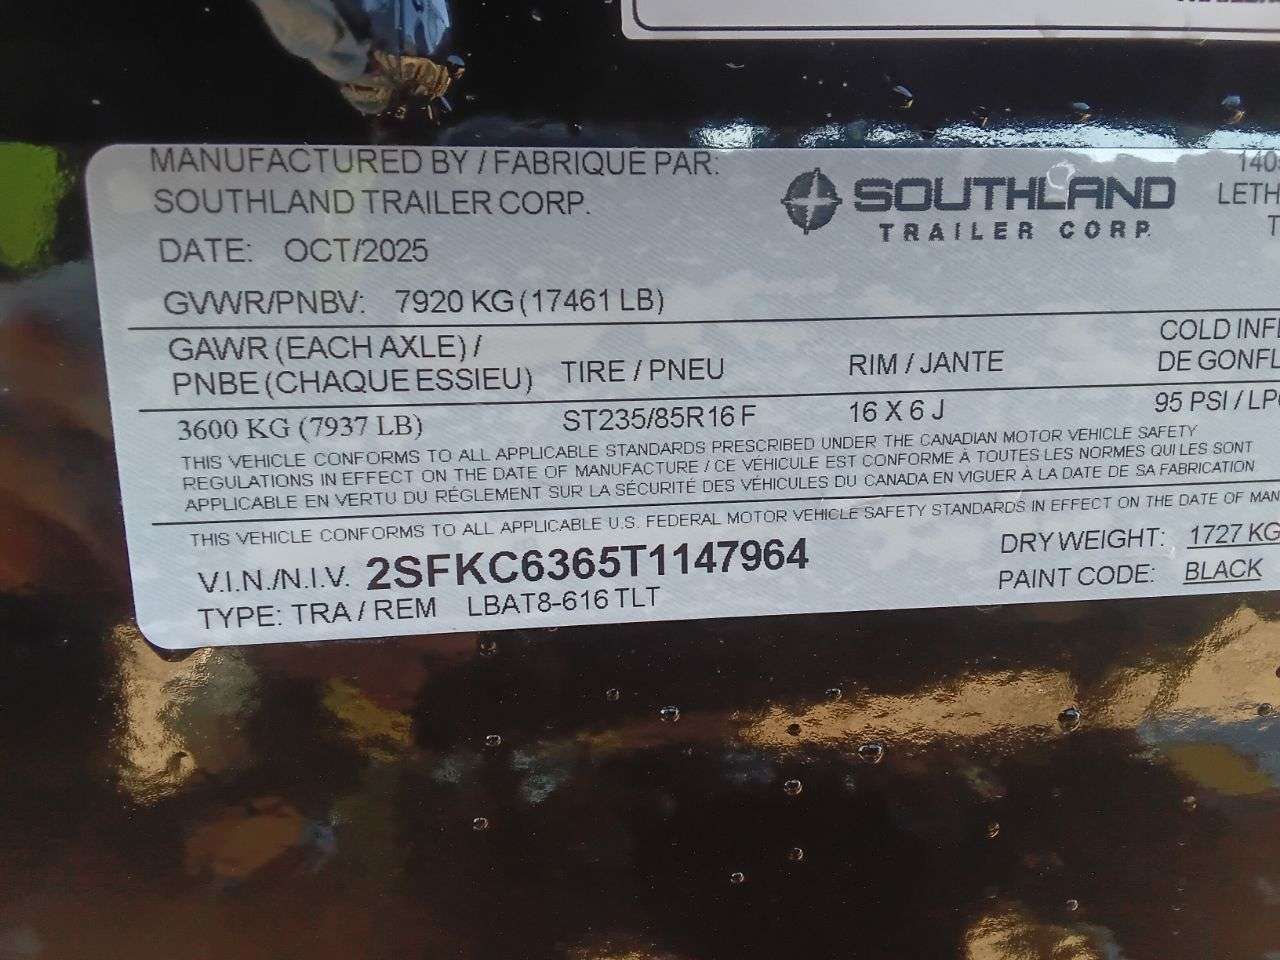 MANUFACTURED BY / FABRIQUE PAR:
SOUTHLAND TRAILER CORP.
SOUTHLAND
TRAILER CORP.
DATE: OCT/2025
GVWR/PNBV: 7920 KG (17461 LB)
GAWR (EACH AXLE) /
PNBE (CHAQUE ESSIEU)
TIRE / PNEU
RIM / JANTE
COLD
DE
3600 KG (7937 LB) ST235/85R16 F 16 X 6 J 95 PSI /
THIS VEHICLE CONFORMS TO ALL APPLICABLE STANDARDS PRESCRIBED UNDER THE CANADIAN MOTOR VEHICLE SAFETY
REGULATIONS IN EFFECT ON THE DATE OF MANUFACTURE / CE VÉHICULE EST CONFORME À TOUTES LES NORMES QUI LES SONT
APPLICABLE EN VERTU DU RÉGLEMENT SUR LA SÉCURITÉ DES VÉHICULES DU CANADA EN VIGUER À LA DATE DE SA FABRICATION
THIS VEHICLE CONFORMS TO ALL APPLICABLE U.S. FEDERAL MOTOR VEHICLE SAFETY STANDARDS IN EFFECT ON THE DATE OF
V.I.N./N.I.V. 2SFKC6365T1147964
DRY WEIGHT: 1727 KG
TYPE: TRA / REM LBAT8-616 TLT
PAINT CODE: BLACK